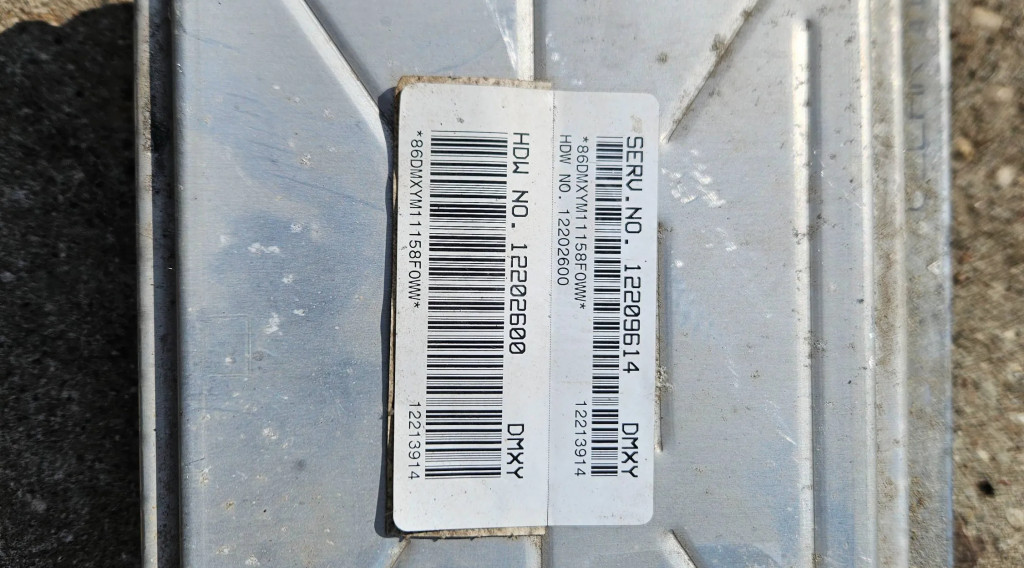 SERV.NO. 12209614 DMXY
*86DMXYM11158F0WW* 12213914
HDW NO. 12202600
HDW NO. 12202600 DMXY
*86DMXYM11158F0WW* 12213914